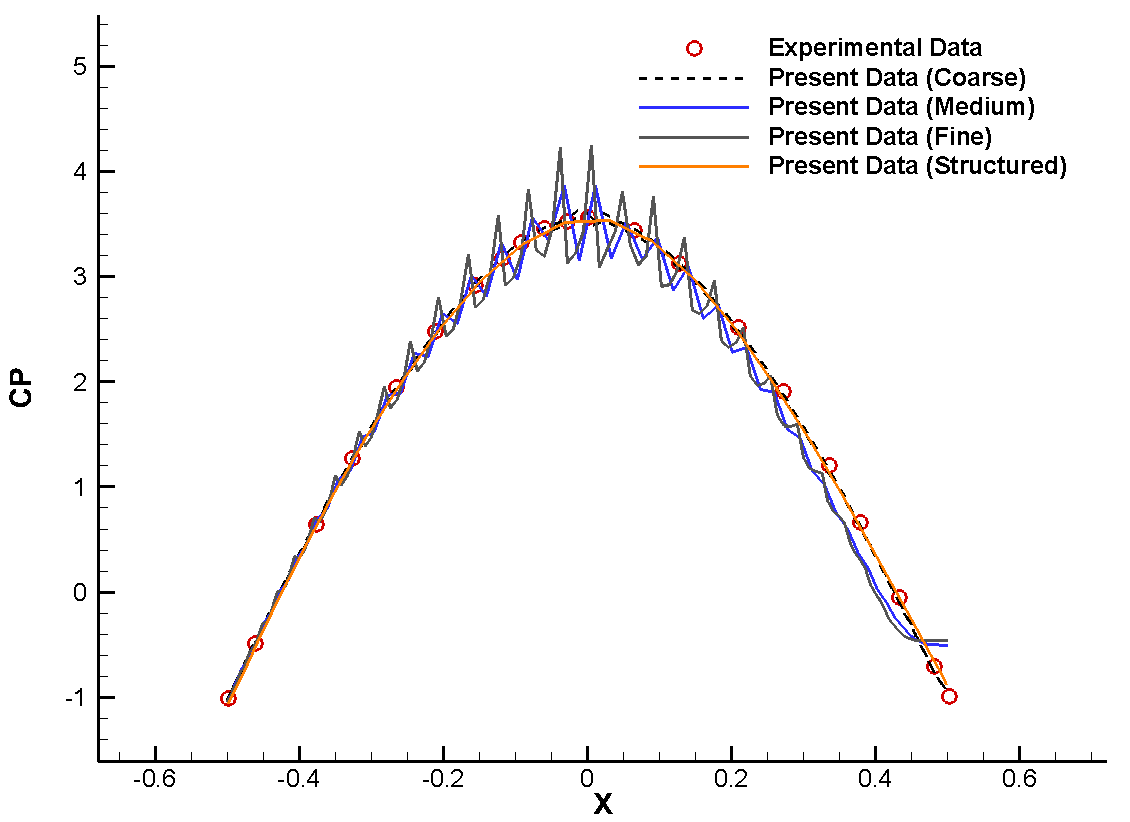 Experimental Data
Present Data (Coarse)
Present Data (Medium)
Present Data (Fine)
Present Data (Structured)
5
4
3
2
1
0
-1
CP
-0.6 -0.4 -0.2 0 0.2 0.4 0.6
X